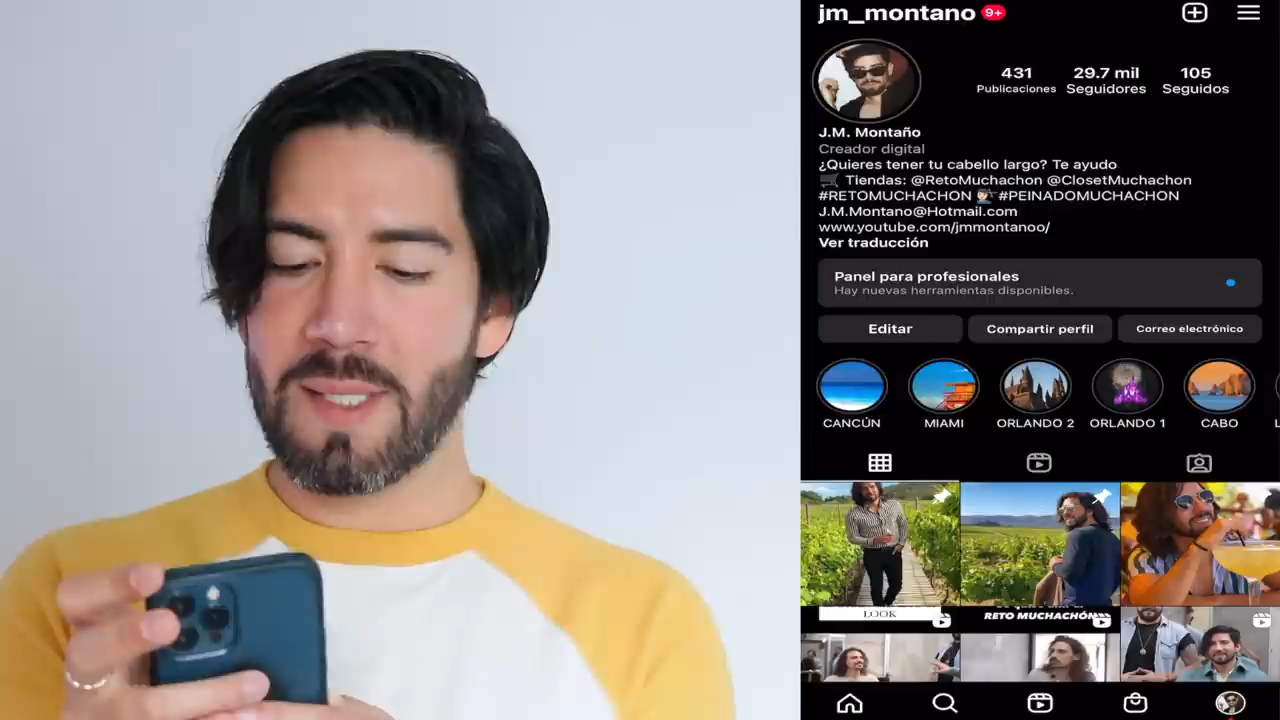 jm_montano 9+
431 29.7 mil 105
Publicaciones Seguidores Seguidos
J.M. Montaño
Creador digital
¿Quieres tener tu cabello largo? Te ayudo
🛒 Tiendas: @RetoMuchachon @ClosetMuchachon
#RETOMUCHACHON 💇🏻‍♂️#PEINADOMUCHACHON
J.M.Montano@Hotmail.com
www.youtube.com/jmmontanoo/
Ver traducción
Panel para profesionales
Hay nuevas herramientas disponibles.
Editar Compartir perfil Correo electrónico
CANCÚN MIAMI ORLANDO 2 ORLANDO 1 CABO
LOOK
RETO MUCHACHÓN